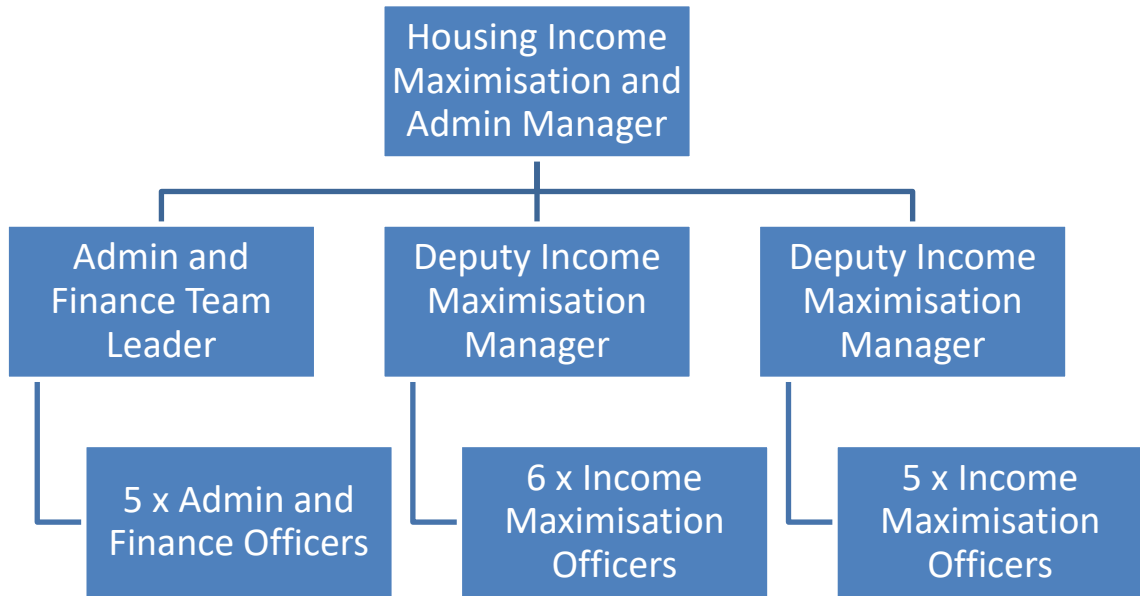 Housing Income
Maximisation and
Admin Manager
Admin and
Finance Team
Leader
Deputy Income
Maximisation
Manager
Deputy Income
Maximisation
Manager
5 x Admin and
Finance Officers
6 x Income
Maximisation
Officers
5 x Income
Maximisation
Officers